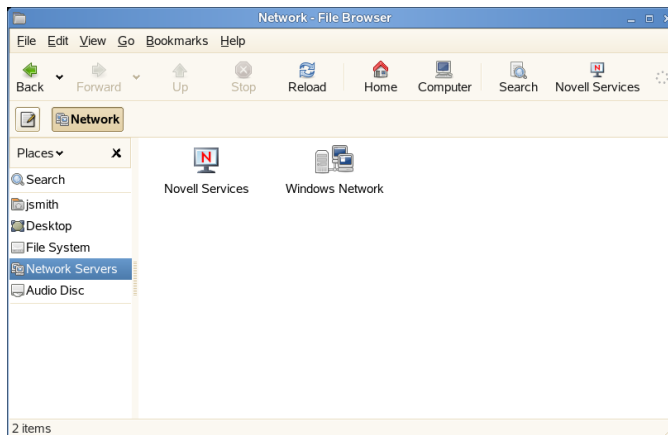 Network - File Browser
File Edit View Go Bookmarks Help
Back Forward Up Stop Reload Home Computer Search Novell Services
Network
Places
Search
jsmith
Desktop
File System
Network Servers
Audio Disc
N
Novell Services
Windows Network
2 items